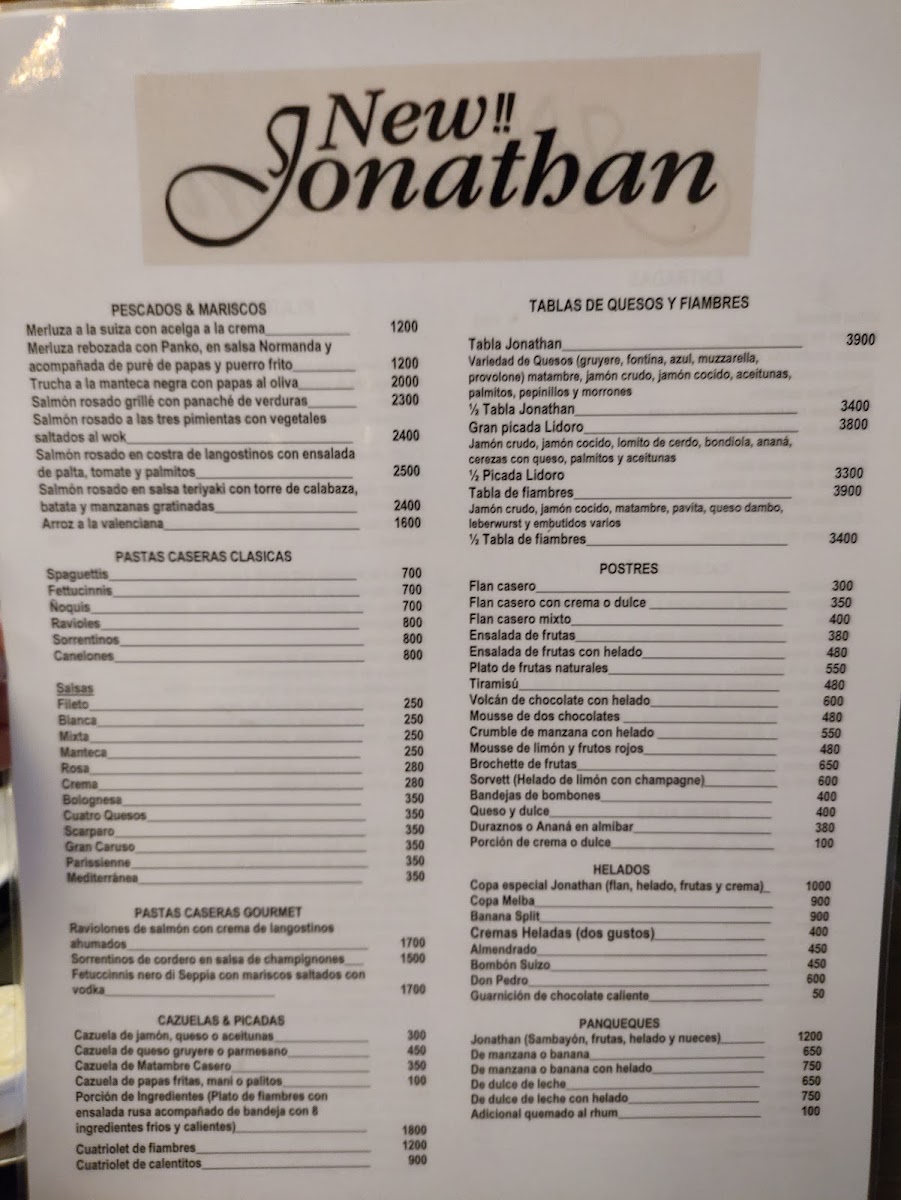 New!!
Jonathan
PESCADOS & MARISCOS
Merluza a la suiza con acelga a la crema 1200
Merluza rebozada con Panko, en salsa Normanda y
acompañada de puré de papas y puerro frito 1200
Trucha a la manteca negra con papas al oliva 2000
Salmón rosado grillé con panaché de verduras 2300
Salmón rosado a las tres pimientas con vegetales
saltados al wok 2400
Salmón rosado en costra de langostinos con ensalada
de palta, tomate y palmitos 2500
Salmón rosado en salsa teriyaki con torre de calabaza,
batata y manzanas gratinadas 2400
Arroz a la valenciana 1600
PASTAS CASERAS CLASICAS
Spaguettis 700
Fettucinnis 700
Ñoquis 700
Ravioles 800
Sorrentinos 800
Canelones 800
Salsas
Fileto 250
Blanca 250
Mixta 250
Manteca 250
Rosa 280
Crema 280
Bolognesa 350
Cuatro Quesos 350
Scarparo 350
Gran Caruso 350
Parissienne 350
Mediterránea 350
PASTAS CASERAS GOURMET
Raviolones de salmón con crema de langostinos
ahumados 1700
Sorrentinos de cordero en salsa de champignones 1500
Fetuccinnis nero di Seppia con mariscos saltados con
vodka 1700
CAZUELAS & PICADAS
Cazuela de jamón, queso o aceitunas 300
Cazuela de queso gruyere o parmesano 450
Cazuela de Matambre Casero 350
Cazuela de papas fritas, mani o palitos 100
Porción de Ingredientes (Plato de fiambres con
ensalada rusa acompañado de bandeja con 8
ingredientes frios y calientes) 1800
Cuatriolet de fiambres 1200
Cuatriolet de calentitos 900
TABLAS DE QUESOS Y FIAMBRES
Tabla Jonathan 3900
Variedad de Quesos (gruyere, fontina, azul, muzzarella,
provolone) matambre, jamón crudo, jamón cocido, aceitunas,
palmitos, pepinillos y morrones
½ Tabla Jonathan 3400
Gran picada Lidoro 3800
Jamón crudo, jamón cocido, lomito de cerdo, bondiola, ananá,
cerezas con queso, palmitos y aceitunas
½ Picada Lidoro 3300
Tabla de fiambres 3900
Jamón crudo, jamón cocido, matambre, pavita, queso dambo,
leberwurst y embutidos varios
½ Tabla de fiambres 3400
POSTRES
Flan casero 300
Flan casero con crema o dulce 350
Flan casero mixto 400
Ensalada de frutas 380
Ensalada de frutas con helado 480
Plato de frutas naturales 550
Tiramisú 480
Volcán de chocolate con helado 600
Mousse de dos chocolates 480
Crumble de manzana con helado 550
Mousse de limón y frutos rojos 480
Brochette de frutas 650
Sorvett (Helado de limón con champagne) 600
Bandejas de bombones 400
Queso y dulce 400
Duraznos o Ananá en almibar 380
Porción de crema o dulce 100
HELADOS
Copa especial Jonathan (flan, helado, frutas y crema) 1000
Copa Melba 900
Banana Split 900
Cremas Heladas (dos gustos) 400
Almendrado 450
Bombón Suizo 450
Don Pedro 600
Guarnición de chocolate caliente 50
PANQUEQUES
Jonathan (Sambayón, frutas, helado y nueces) 1200
De manzana o banana 650
De manzana o banana con helado 750
De dulce de leche 650
De dulce de leche con helado 750
Adicional quemado al rhum 100